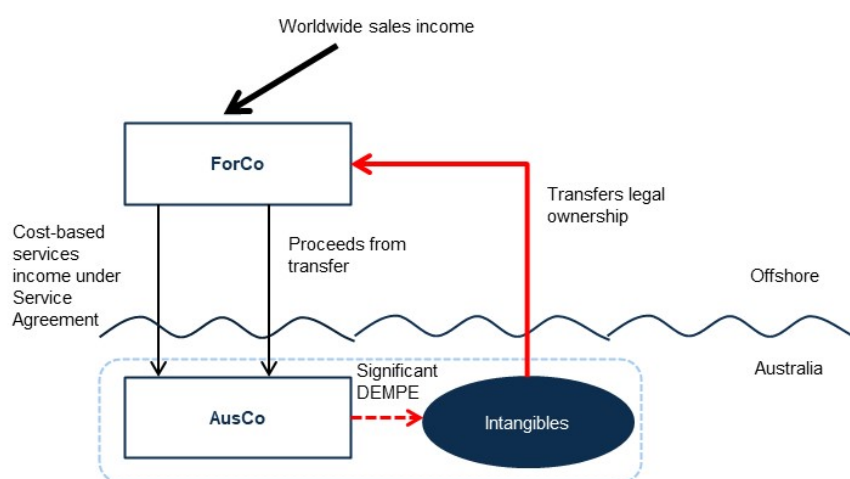 Worldwide sales income
ForCo
Transfers legal
ownership
Cost-based
services
income under
Service
Agreement
Proceeds from
transfer
Offshore
Australia
Significant
DEMPE
AusCo
Intangibles